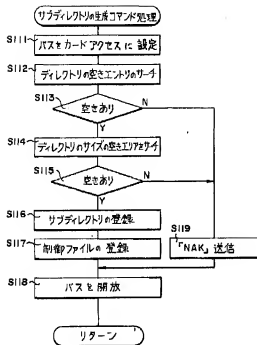 サブディレクトリの生成コマンド処理
S111
バスをカードアクセスに設定
S112
ディレクトリの空きエントリのサーチ
S113
空きあり
N
Y
S114
ディレクトリのサイズの空きエリアをサーチ
S115
空きあり
N
Y
S116
サブディレクトリの登録
S117
制御ファイルの登録
S119
「NAK」送信
S118
バスを開放
リターン